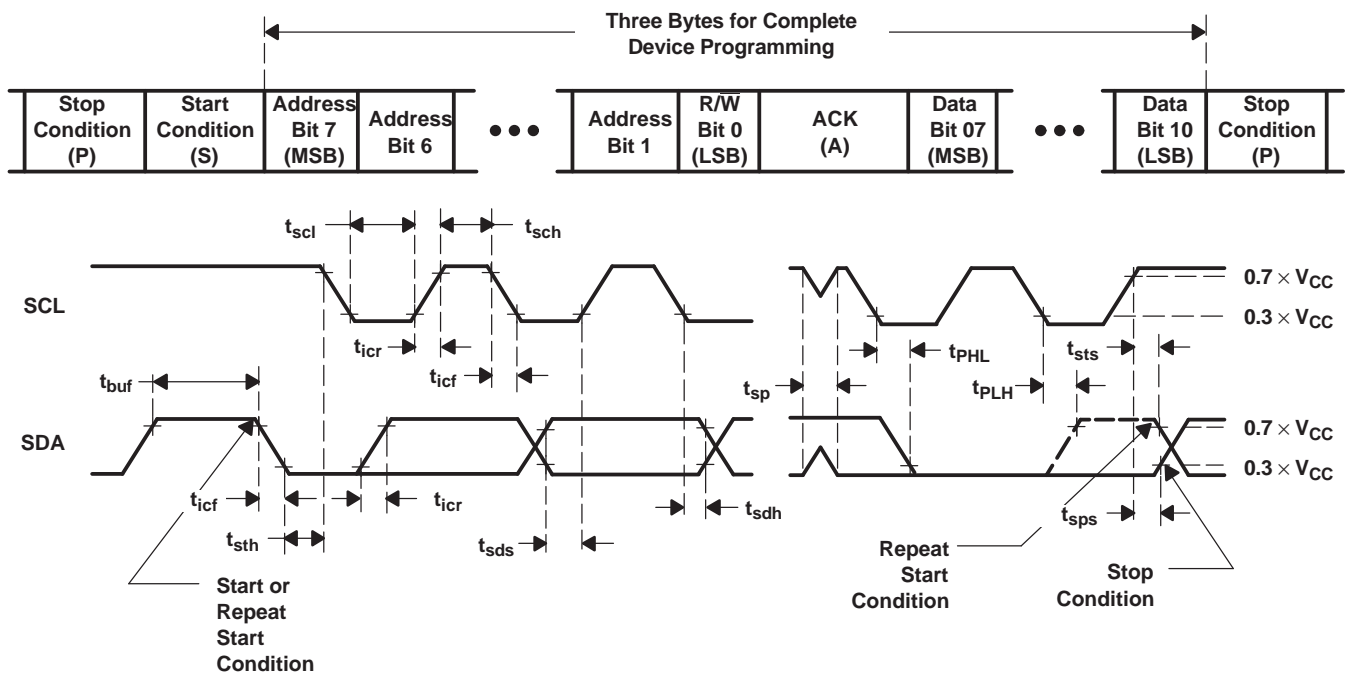 Three Bytes for Complete
Device Programming
Stop
Condition
(P)
Start
Condition
(S)
Address
Bit 7
(MSB)
Address
Bit 6
•••
Address
Bit 1
R/W̅
Bit 0
(LSB)
ACK
(A)
Data
Bit 07
(MSB)
•••
Data
Bit 10
(LSB)
Stop
Condition
(P)
tscl
tsch
SCL
0.7 × VCC
0.3 × VCC
ticr
tPHL
tsts
tbuf
ticf
tsp
tPLH
SDA
0.7 × VCC
0.3 × VCC
ticf
ticr
tsdh
tsth
tsds
tsps
Start or
Repeat
Start
Condition
Repeat
Start
Condition
Stop
Condition